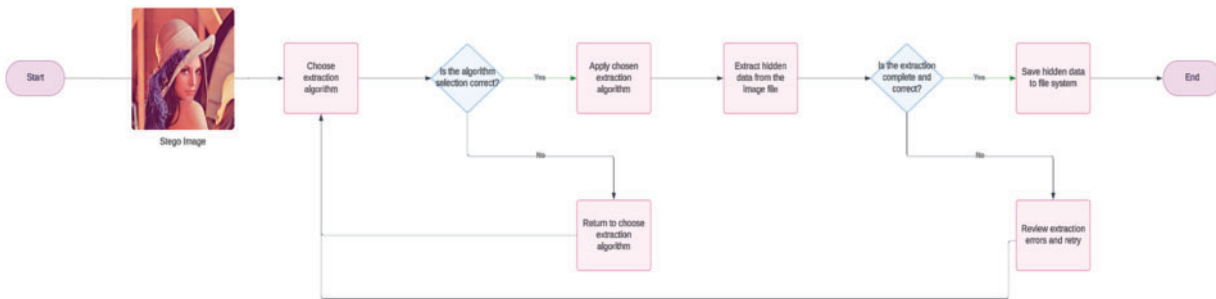 Start
Stego Image
Choose
extraction
algorithm
Is the algorithm
selection correct?
Yes
Apply chosen
extraction
algorithm
Extract hidden
data from the
image file
Is the extraction
complete and
correct?
Yes
Save hidden data
to file system
End
No
Return to choose
extraction
algorithm
No
Review extraction
errors and retry